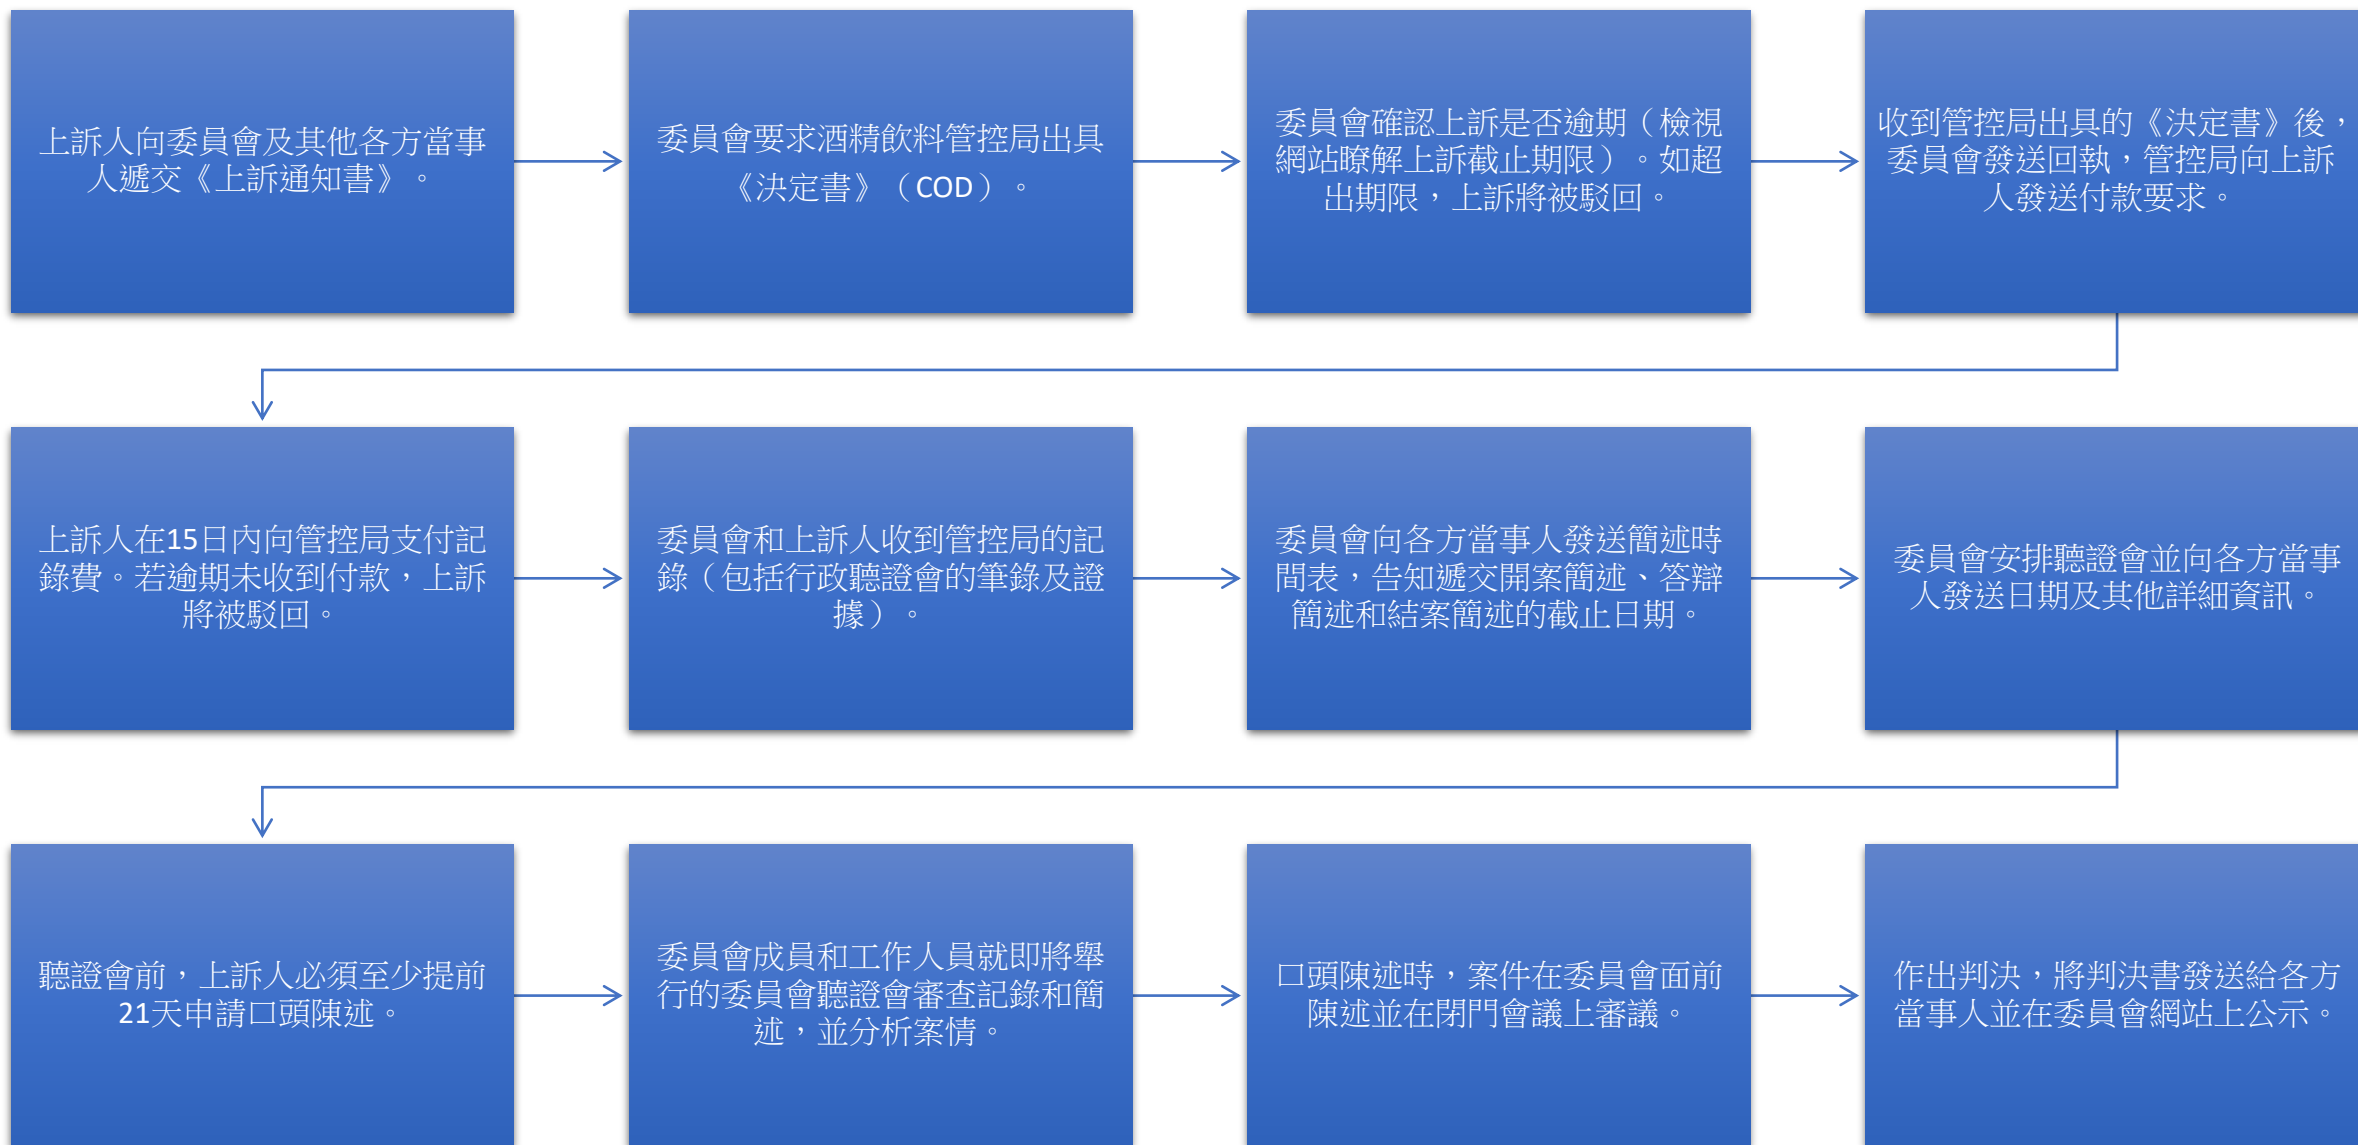 上訴人向委員會及其他各方當事
人遞交《上訴通知書》。
委員會要求酒精飲料管控局出具
《決定書》（COD）。
委員會確認上訴是否逾期（檢視
網站瞭解上訴截止期限）。如超
出期限，上訴將被駁回。
收到管控局出具的《決定書》後，
委員會發送回執，管控局向上訴
人發送付款要求。
上訴人在15日內向管控局支付記
錄費。若逾期未收到付款，上訴
將被駁回。
委員會和上訴人收到管控局的記
錄（包括行政聽證會的筆錄及證
據）。
委員會向各方當事人發送簡述時
間表，告知遞交開案簡述、答辯
簡述和結案簡述的截止日期。
委員會安排聽證會並向各方當事
人發送日期及其他詳細資訊。
聽證會前，上訴人必須至少提前
21天申請口頭陳述。
委員會成員和工作人員就即將舉
行的委員會聽證會審查記錄和簡
述，並分析案情。
口頭陳述時，案件在委員會面前
陳述並在閉門會議上審議。
作出判決，將判決書發送給各方
當事人並在委員會網站上公示。